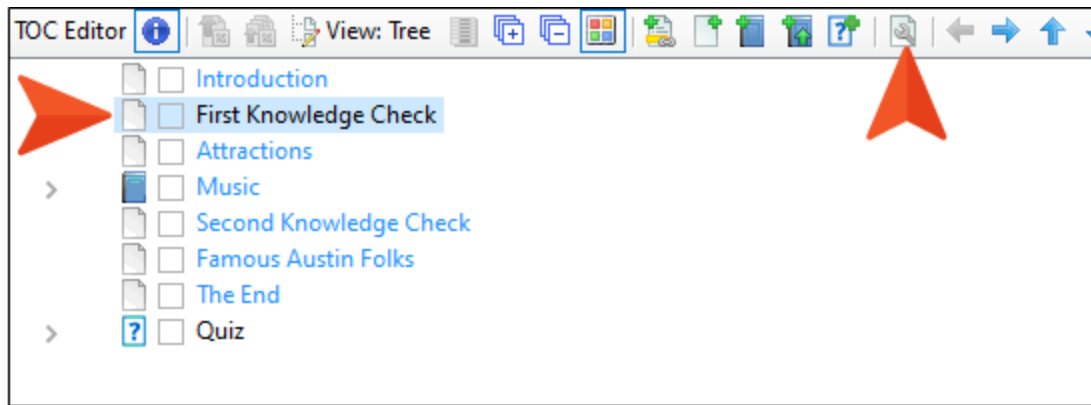 TOC Editor View: Tree
Introduction
First Knowledge Check
Attractions
Music
Second Knowledge Check
Famous Austin Folks
The End
Quiz